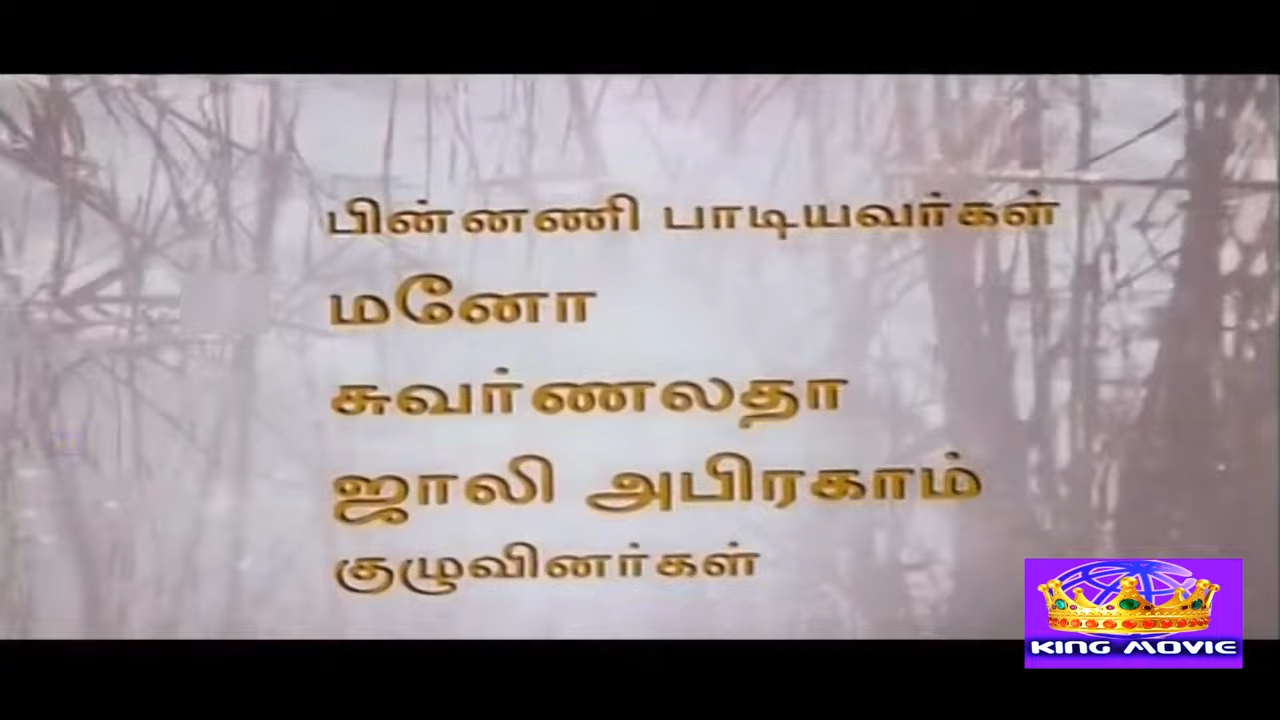 பின்னணி பாடியவர்கள்
மனோ
சுவர்ணலதா
ஜாலி அபிரகாம்
குழுவினர்கள்
KING MOVIE